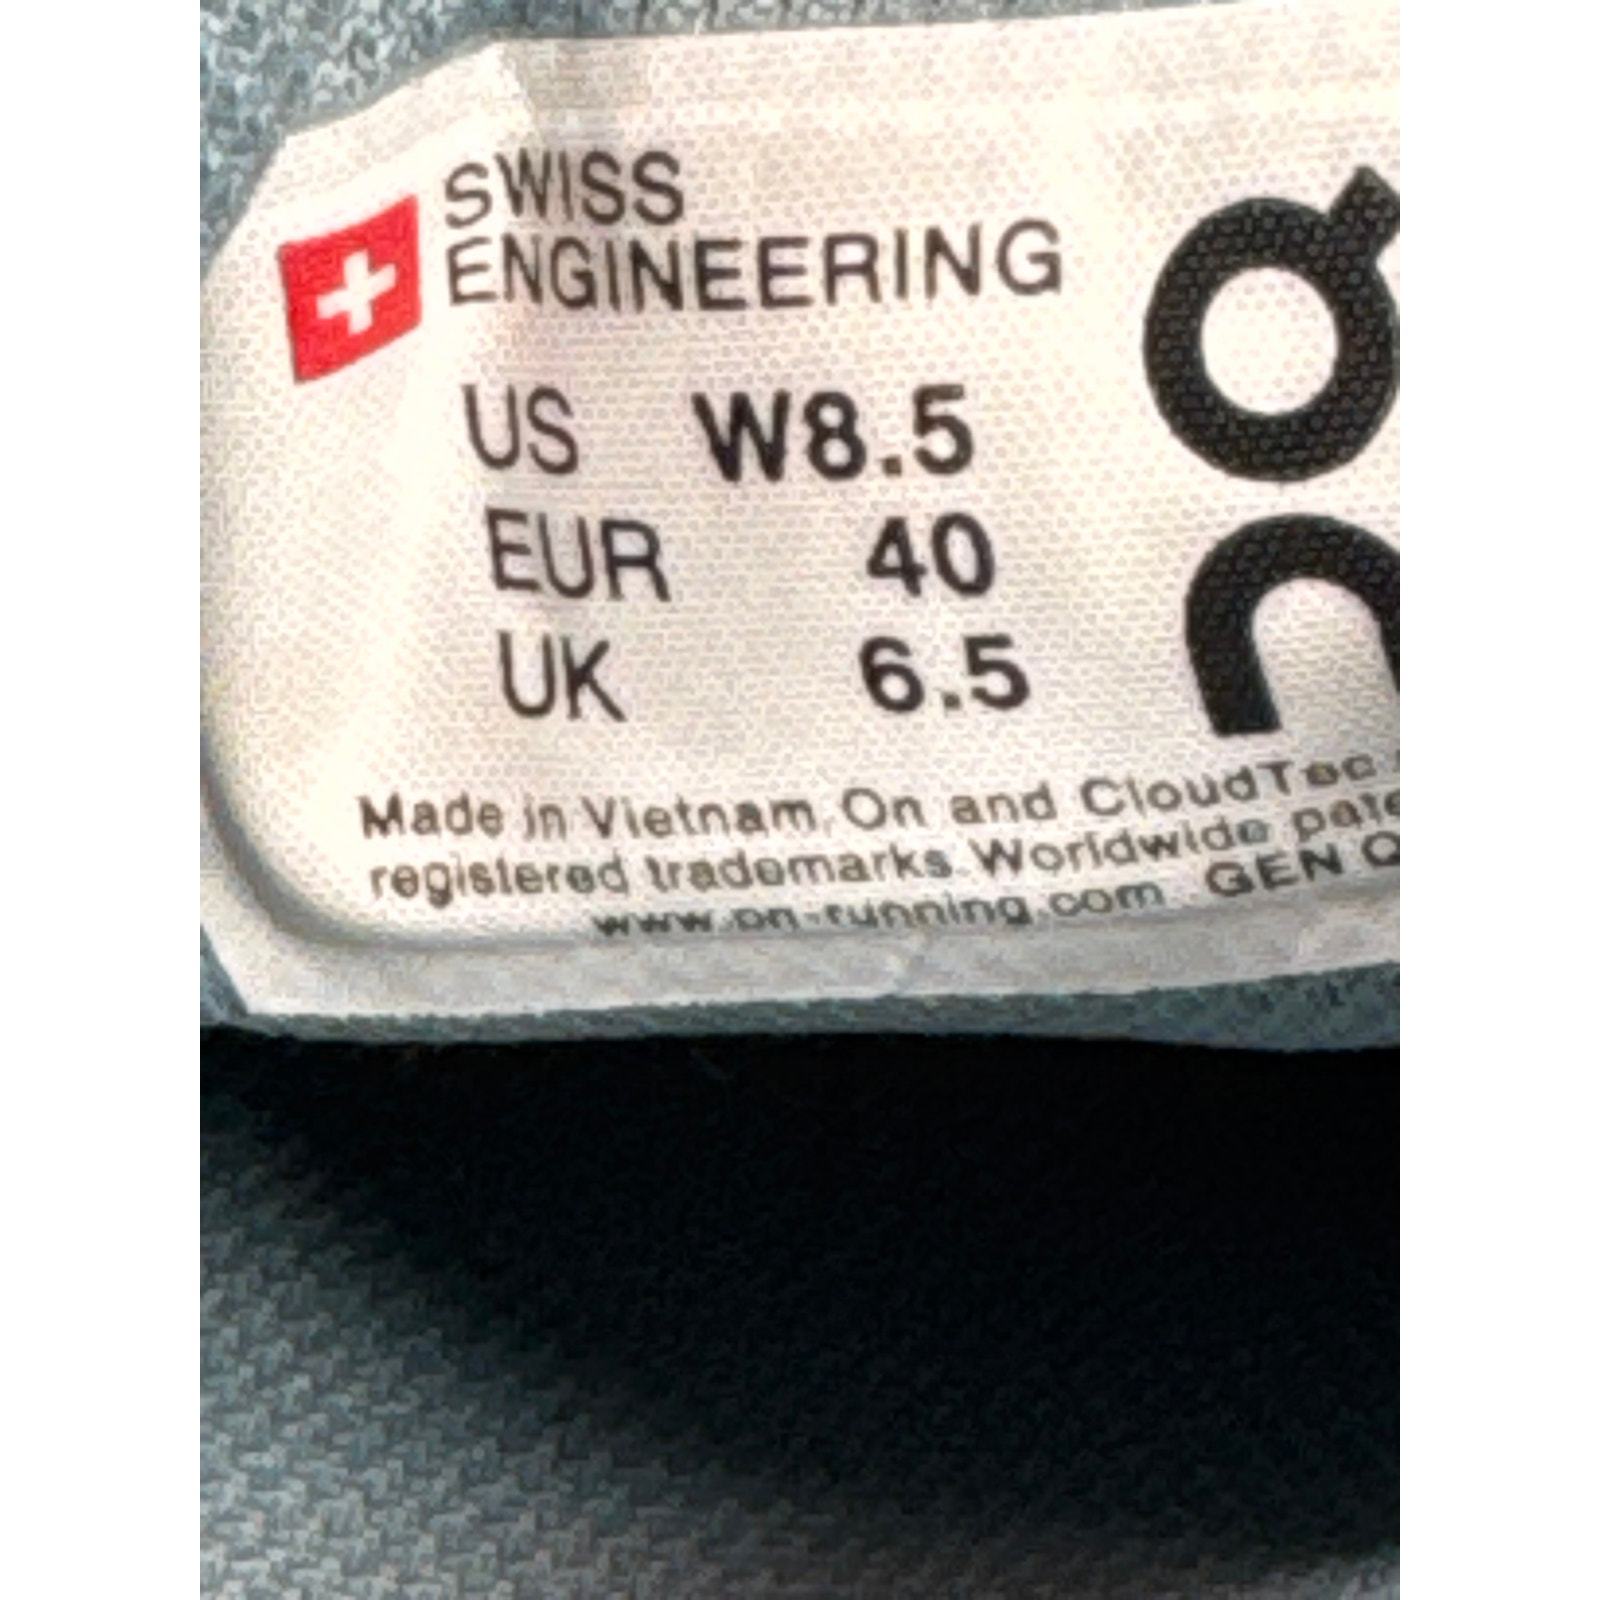 SWISS
ENGINEERING
on
US W8.5
EUR 40
UK 6.5
Made in Vietnam, On and CloudTec
registered trademarks. Worldwide
www.on-running.com GEN